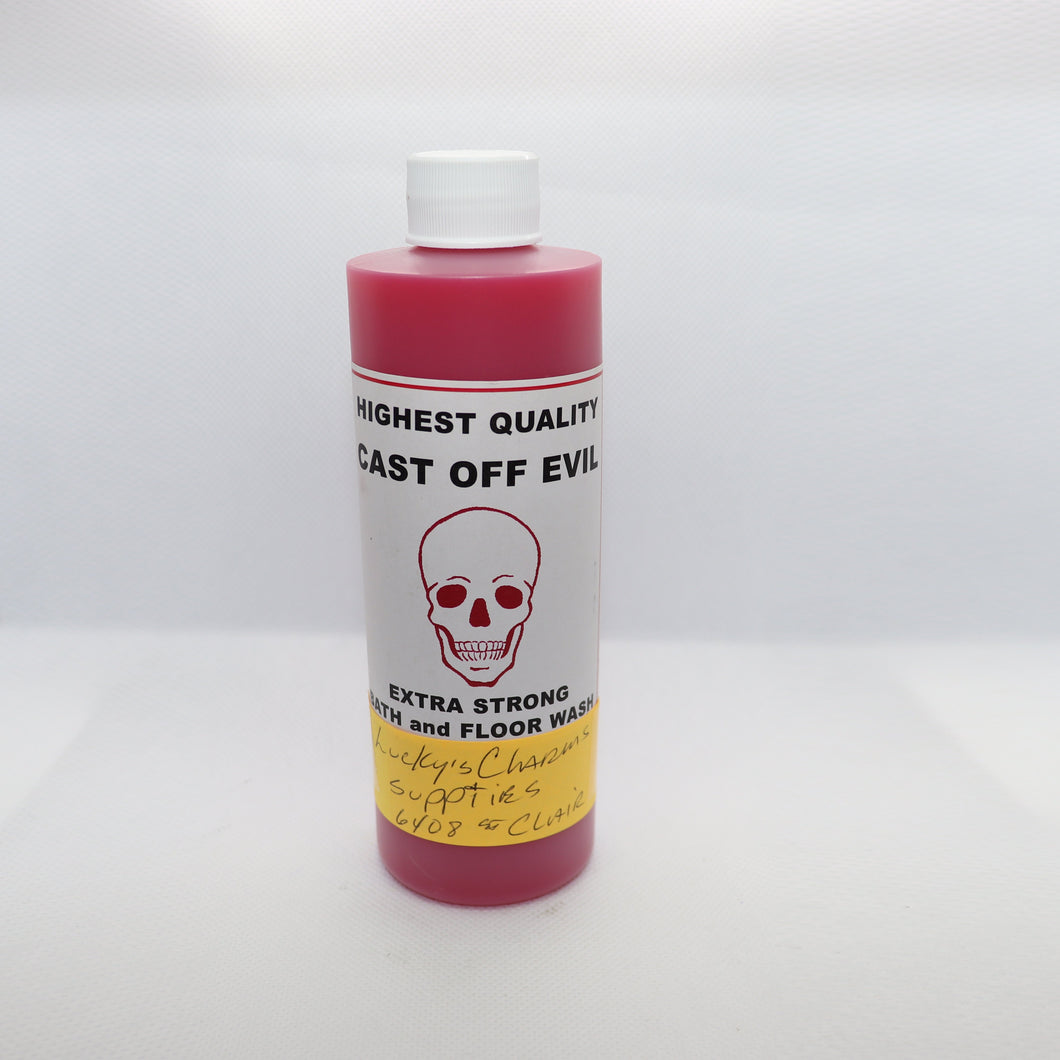 HIGHEST QUALITY
CAST OFF EVIL
EXTRA STRONG
BATH and FLOOR WASH
Lucky's Charms
Supplies
6408 St Clair